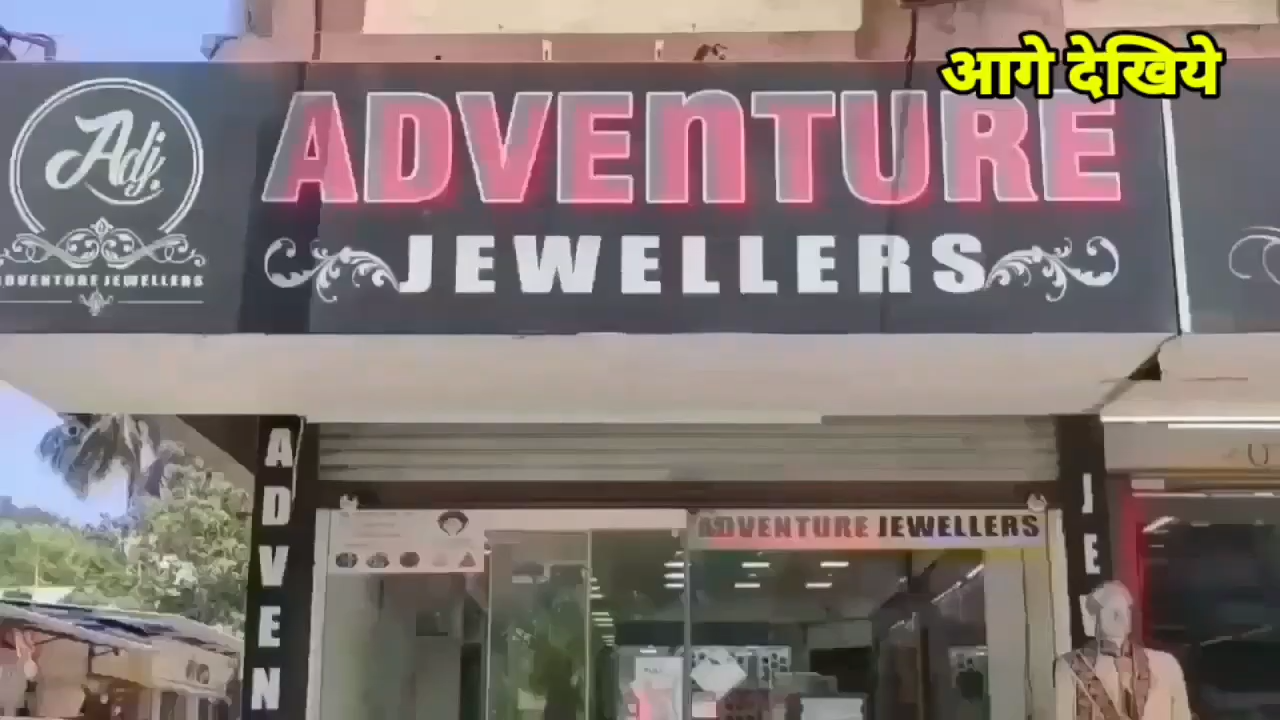 आगे देखिये
Adj.
ADVENTURE JEWELLERS
ADVENTURE
JEWELLERS
ADVEN
JE
ADVENTURE JEWELLERS